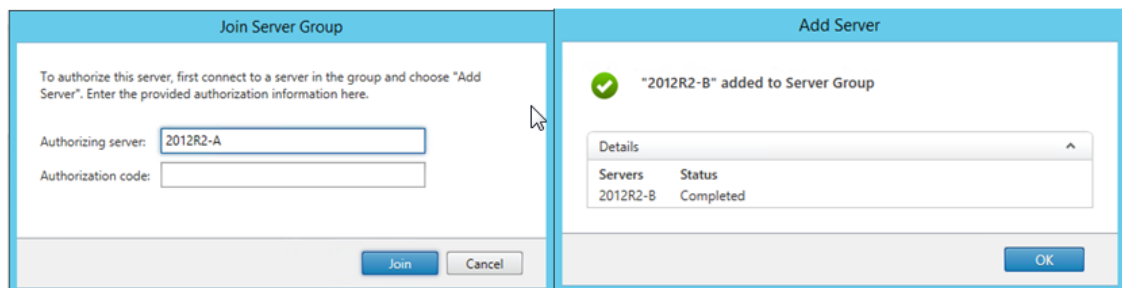 Join Server Group
To authorize this server, first connect to a server in the group and choose "Add
Server". Enter the provided authorization information here.
Authorizing server: 2012R2-A
Authorization code:
Join Cancel
Add Server
"2012R2-B" added to Server Group
Details
Servers Status
2012R2-B Completed
OK